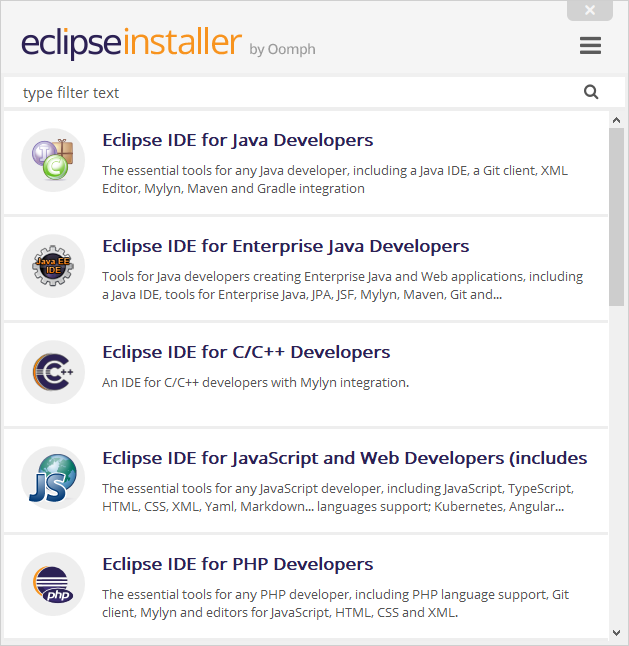 eclipseinstaller by Oomph
type filter text
Eclipse IDE for Java Developers
The essential tools for any Java developer, including a Java IDE, a Git client, XML
Editor, Mylyn, Maven and Gradle integration
Java EE
IDE
Eclipse IDE for Enterprise Java Developers
Tools for Java developers creating Enterprise Java and Web applications, including
a Java IDE, tools for Enterprise Java, JPA, JSF, Mylyn, Maven, Git and...
C++
Eclipse IDE for C/C++ Developers
An IDE for C/C++ developers with Mylyn integration.
JS
Eclipse IDE for JavaScript and Web Developers (includes
The essential tools for any JavaScript developer, including JavaScript, TypeScript,
HTML, CSS, XML, Yaml, Markdown... languages support; Kubernetes, Angular...
php
Eclipse IDE for PHP Developers
The essential tools for any PHP developer, including PHP language support, Git
client, Mylyn and editors for JavaScript, HTML, CSS and XML.